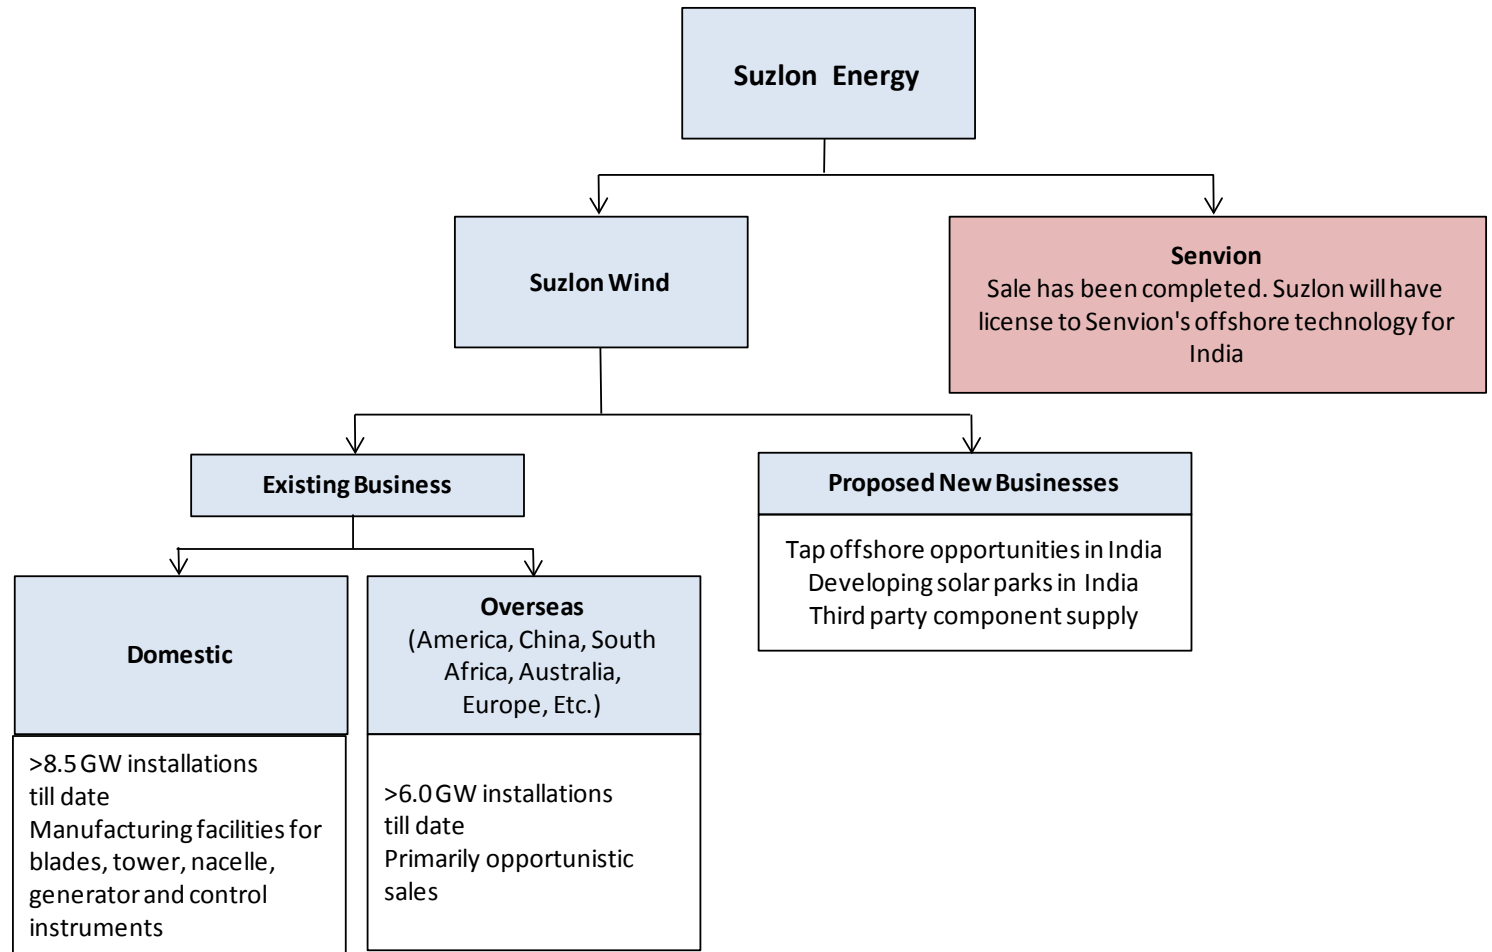 Suzlon Energy
Suzlon Wind
Senvion
Sale has been completed. Suzlon will have
license to Senvion's offshore technology for
India
Existing Business
Proposed New Businesses
Tap offshore opportunities in India
Developing solar parks in India
Third party component supply
Domestic
>8.5 GW installations
till date
Manufacturing facilities for
blades, tower, nacelle,
generator and control
instruments
Overseas
(America, China, South
Africa, Australia,
Europe, Etc.)
>6.0 GW installations
till date
Primarily opportunistic
sales